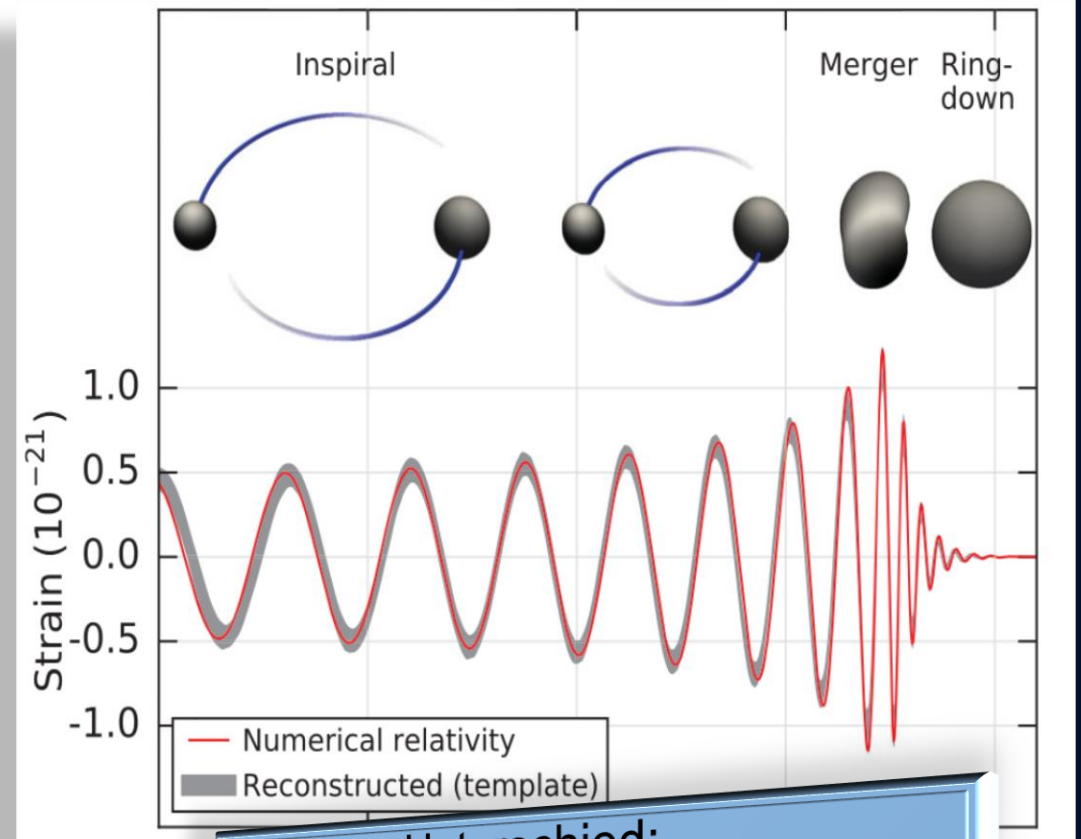 Inspiral
Merger
Ring-
down
1.0
0.5
0.0
-0.5
-1.0
Strain (10⁻²¹)
Numerical relativity
Reconstructed (template)